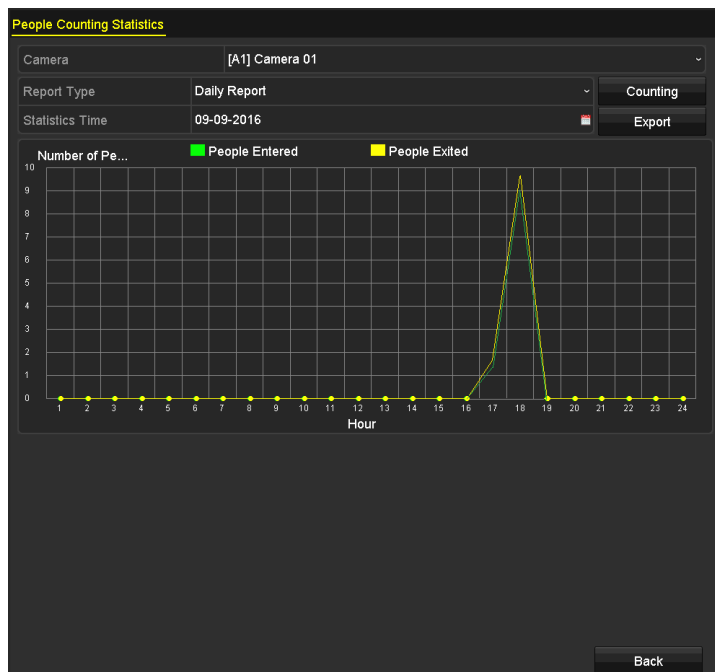 People Counting Statistics
Camera [A1] Camera 01
Report Type Daily Report Counting
Statistics Time 09-09-2016 Export
Number of Pe... People Entered People Exited
10
9
8
7
6
5
4
3
2
1
0
1 2 3 4 5 6 7 8 9 10 11 12 13 14 15 16 17 18 19 20 21 22 23 24
Hour
Back